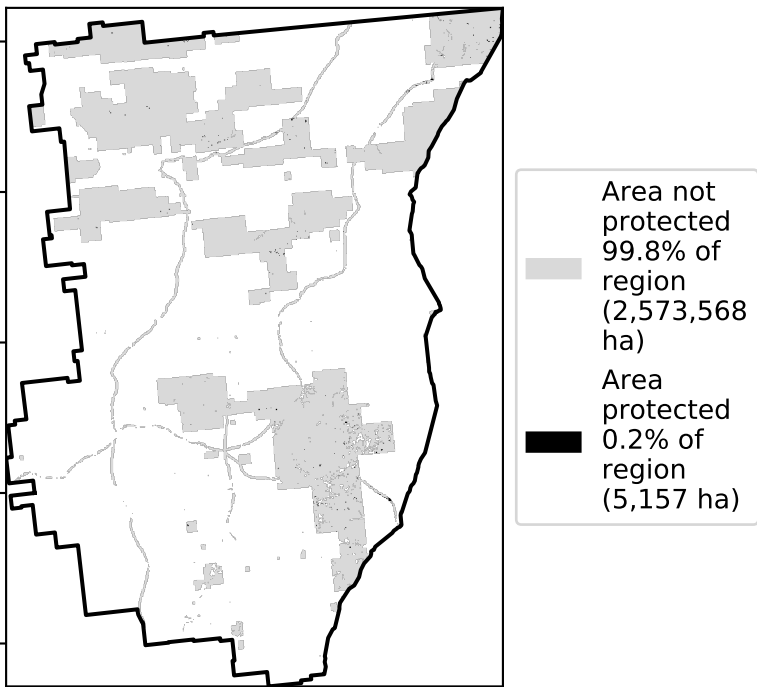 Area not
protected
99.8% of
region
(2,573,568
ha)
Area
protected
0.2% of
region
(5,157 ha)